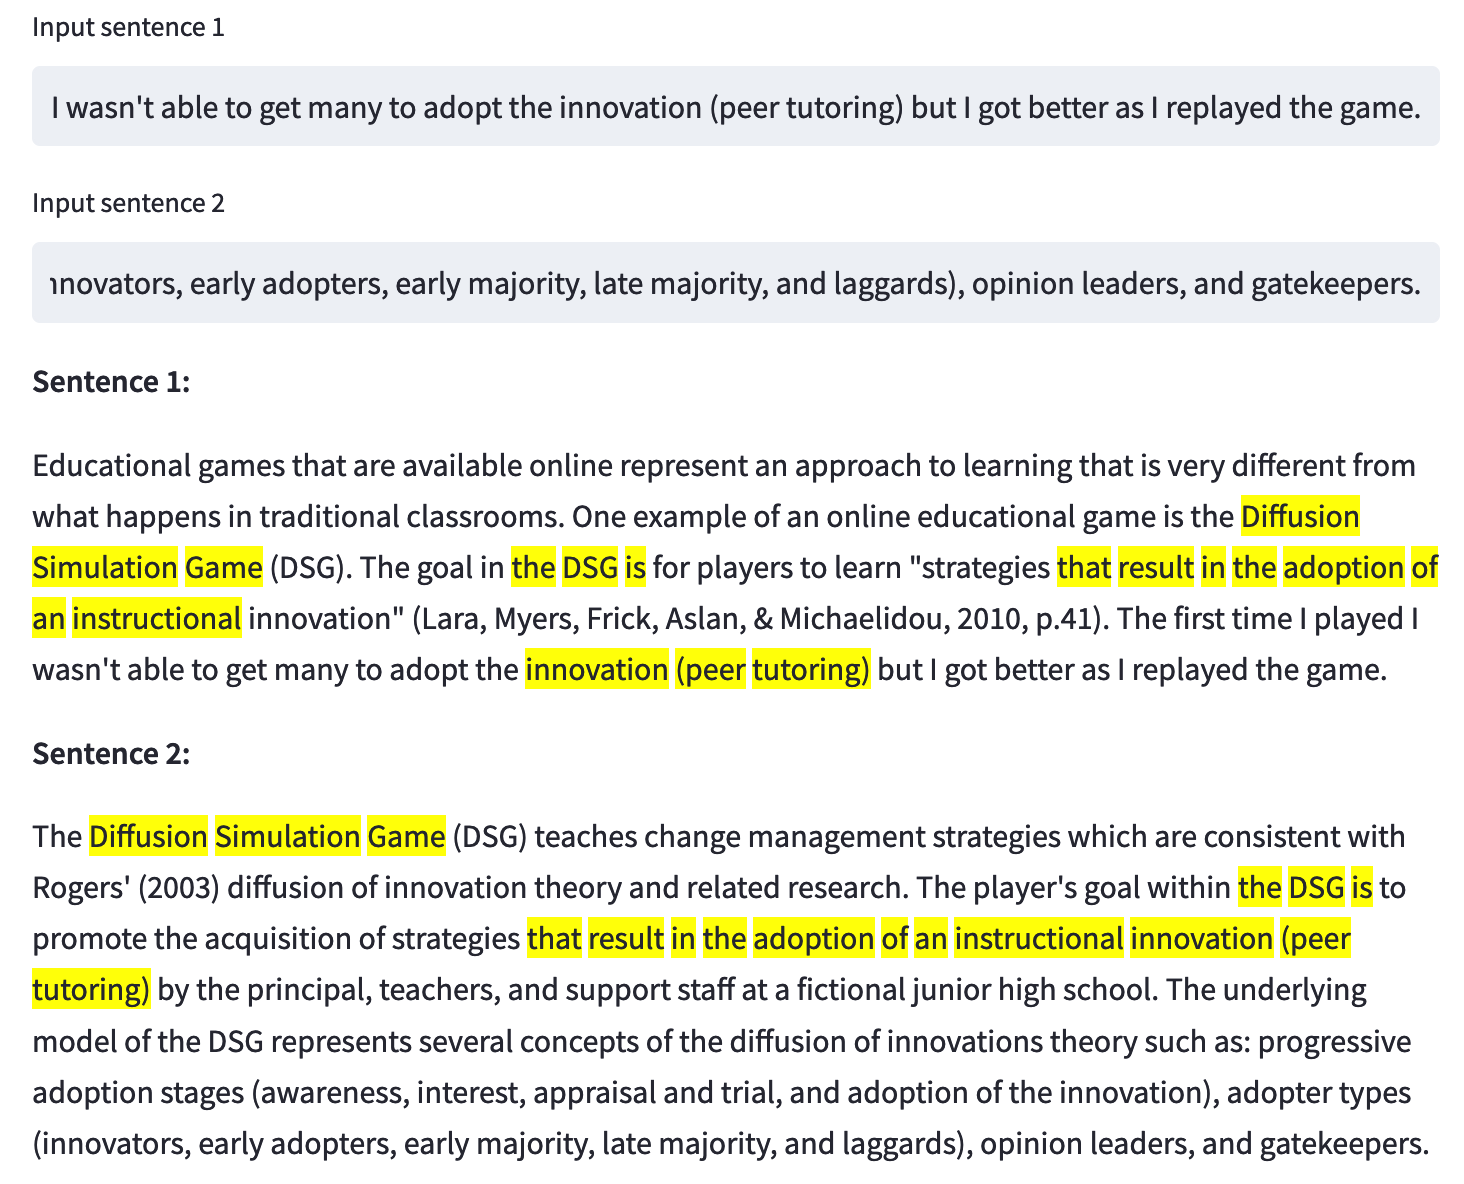 Input sentence 1
I wasn't able to get many to adopt the innovation (peer tutoring) but I got better as I replayed the game.
Input sentence 2
nnovators, early adopters, early majority, late majority, and laggards), opinion leaders, and gatekeepers.
Sentence 1:
Educational games that are available online represent an approach to learning that is very different from
what happens in traditional classrooms. One example of an online educational game is the Diffusion
Simulation Game (DSG). The goal in the DSG is for players to learn "strategies that result in the adoption of
an instructional innovation" (Lara, Myers, Frick, Aslan, & Michaelidou, 2010, p.41). The first time I played I
wasn't able to get many to adopt the innovation (peer tutoring) but I got better as I replayed the game.
Sentence 2:
The Diffusion Simulation Game (DSG) teaches change management strategies which are consistent with
Rogers' (2003) diffusion of innovation theory and related research. The player's goal within the DSG is to
promote the acquisition of strategies that result in the adoption of an instructional innovation (peer
tutoring) by the principal, teachers, and support staff at a fictional junior high school. The underlying
model of the DSG represents several concepts of the diffusion of innovations theory such as: progressive
adoption stages (awareness, interest, appraisal and trial, and adoption of the innovation), adopter types
(innovators, early adopters, early majority, late majority, and laggards), opinion leaders, and gatekeepers.